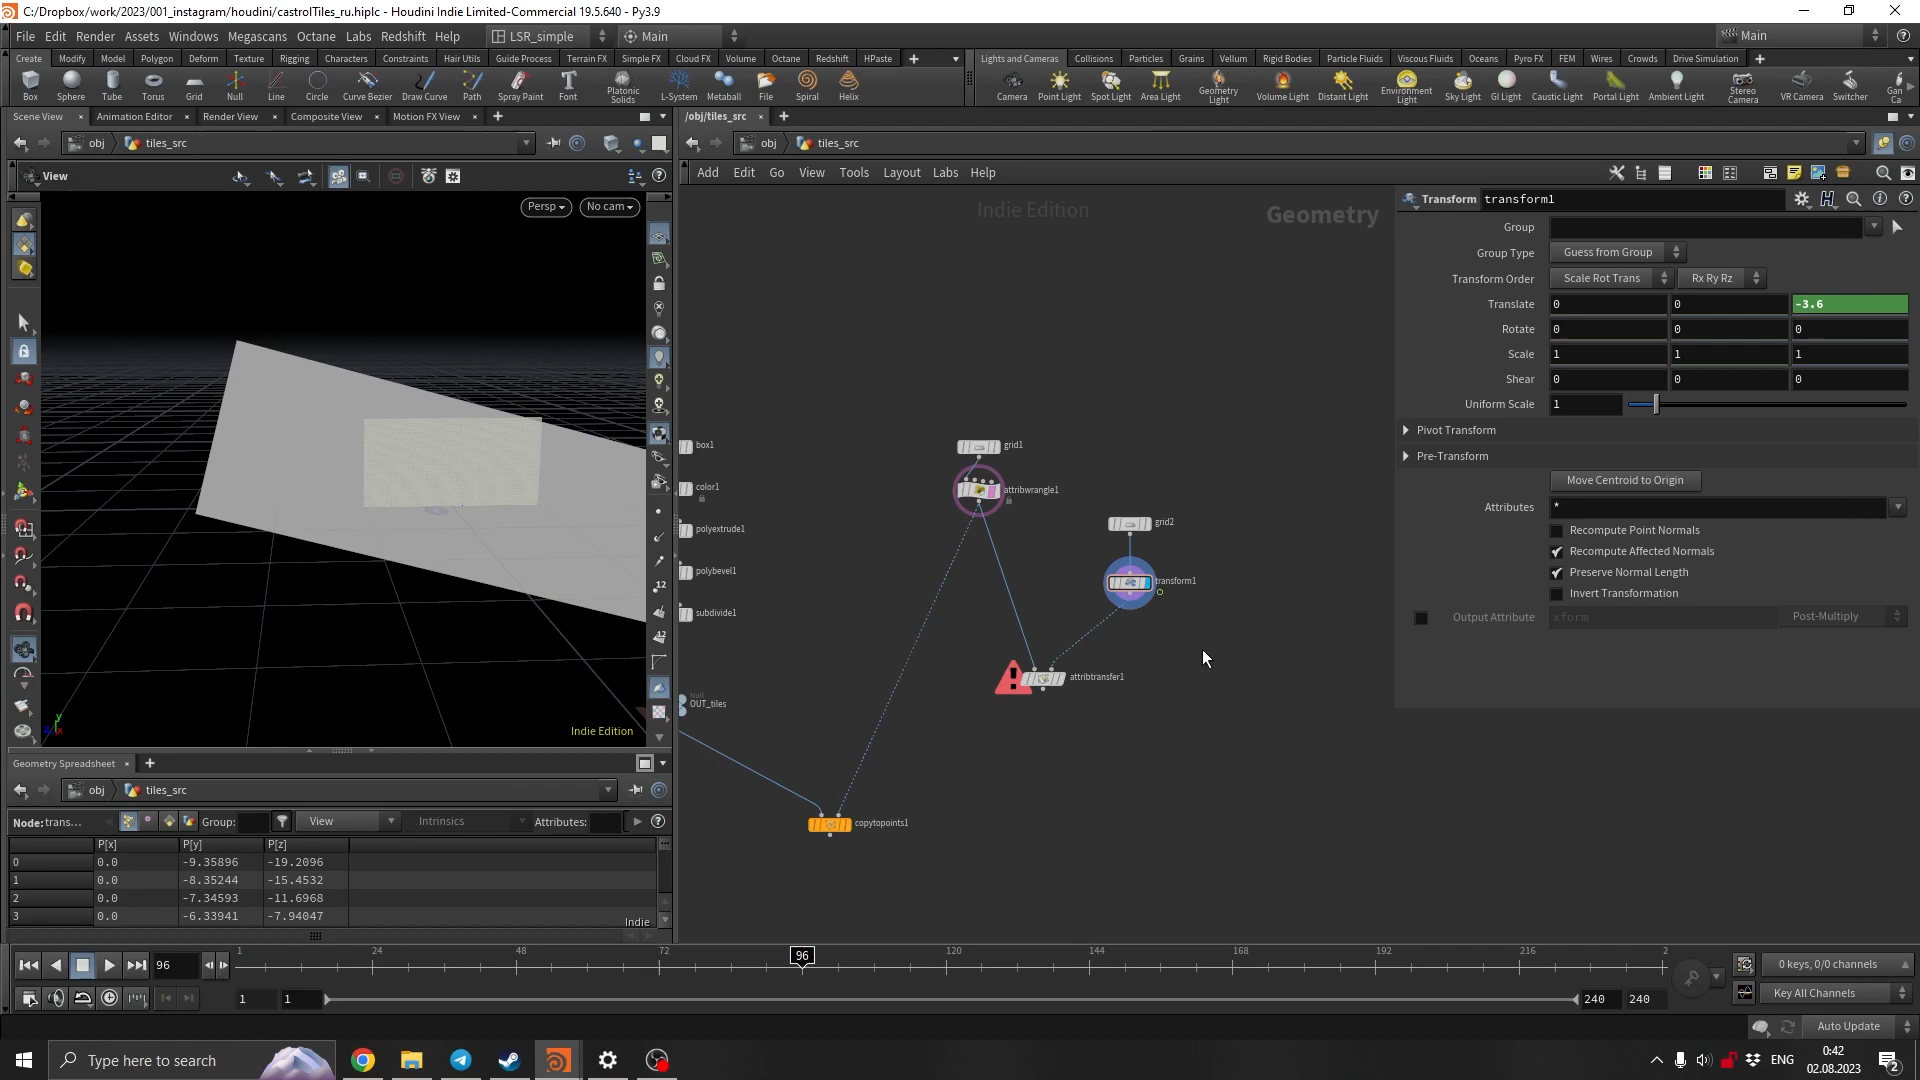 C:/Dropbox/work/2023/001_instagram/houdini/castrolTiles_ru.hiplc - Houdini Indie Limited-Commercial 19.5.640 - Py3.9
File Edit Render Assets Windows Megascans Octane Labs Redshift Help LSR_simple Main Main
Create Modify Model Polygon Deform Texture Rigging Characters Constraints Hair Utils Guide Process Terrain FX Simple FX Cloud FX Volume Octane Redshift HPaste
Lights and Cameras Collisions Particles Grains Vellum Rigid Bodies Particle Fluids Viscous Fluids Oceans Pyro FX FEM Wires Crowds Drive Simulation
Box Sphere Tube Torus Grid Null Line Circle Curve Bezier Draw Curve Path Spray Paint Font Platonic Solids L-System Metaball File Spiral Helix
Camera Point Light Spot Light Area Light Geometry Light Volume Light Distant Light Environment Light Sky Light GI Light Caustic Light Portal Light Ambient Light Stereo Camera VR Camera Switcher Gan Ca
Scene View Animation Editor Render View Composite View Motion FX View
/obj/tiles_src
obj tiles_src
obj tiles_src
View
Add Edit Go View Tools Layout Labs Help
Persp No cam
Indie Edition
Geometry
Transform transform1
Group
Group Type Guess from Group
Transform Order Scale Rot Trans Rx Ry Rz
Translate 0 0 -3.6
Rotate 0 0 0
Scale 1 1 1
Shear 0 0 0
Uniform Scale 1
Pivot Transform
Pre-Transform
Move Centroid to Origin
Attributes *
Recompute Point Normals
Recompute Affected Normals
Preserve Normal Length
Invert Transformation
Output Attribute xform Post-Multiply
box1
color1
polyextrude1
polybevel1
subdivide1
Null
OUT_tiles
grid1
attribwrangle1
grid2
transform1
attribtransfer1
copytopoints1
12
12
y
x
Indie Edition
Geometry Spreadsheet
obj tiles_src
Node: trans... Group: View Intrinsics Attributes:
P[x] P[y] P[z]
0 0.0 -9.35896 -19.2096
1 0.0 -8.35244 -15.4532
2 0.0 -7.34593 -11.6968
3 0.0 -6.33941 -7.94047
Indie
96
1 24 48 72 96 120 144 168 192 216 2
0 keys, 0/0 channels
1 1 240 240
Key All Channels
Auto Update
Type here to search
ENG
0:42
02.08.2023
2